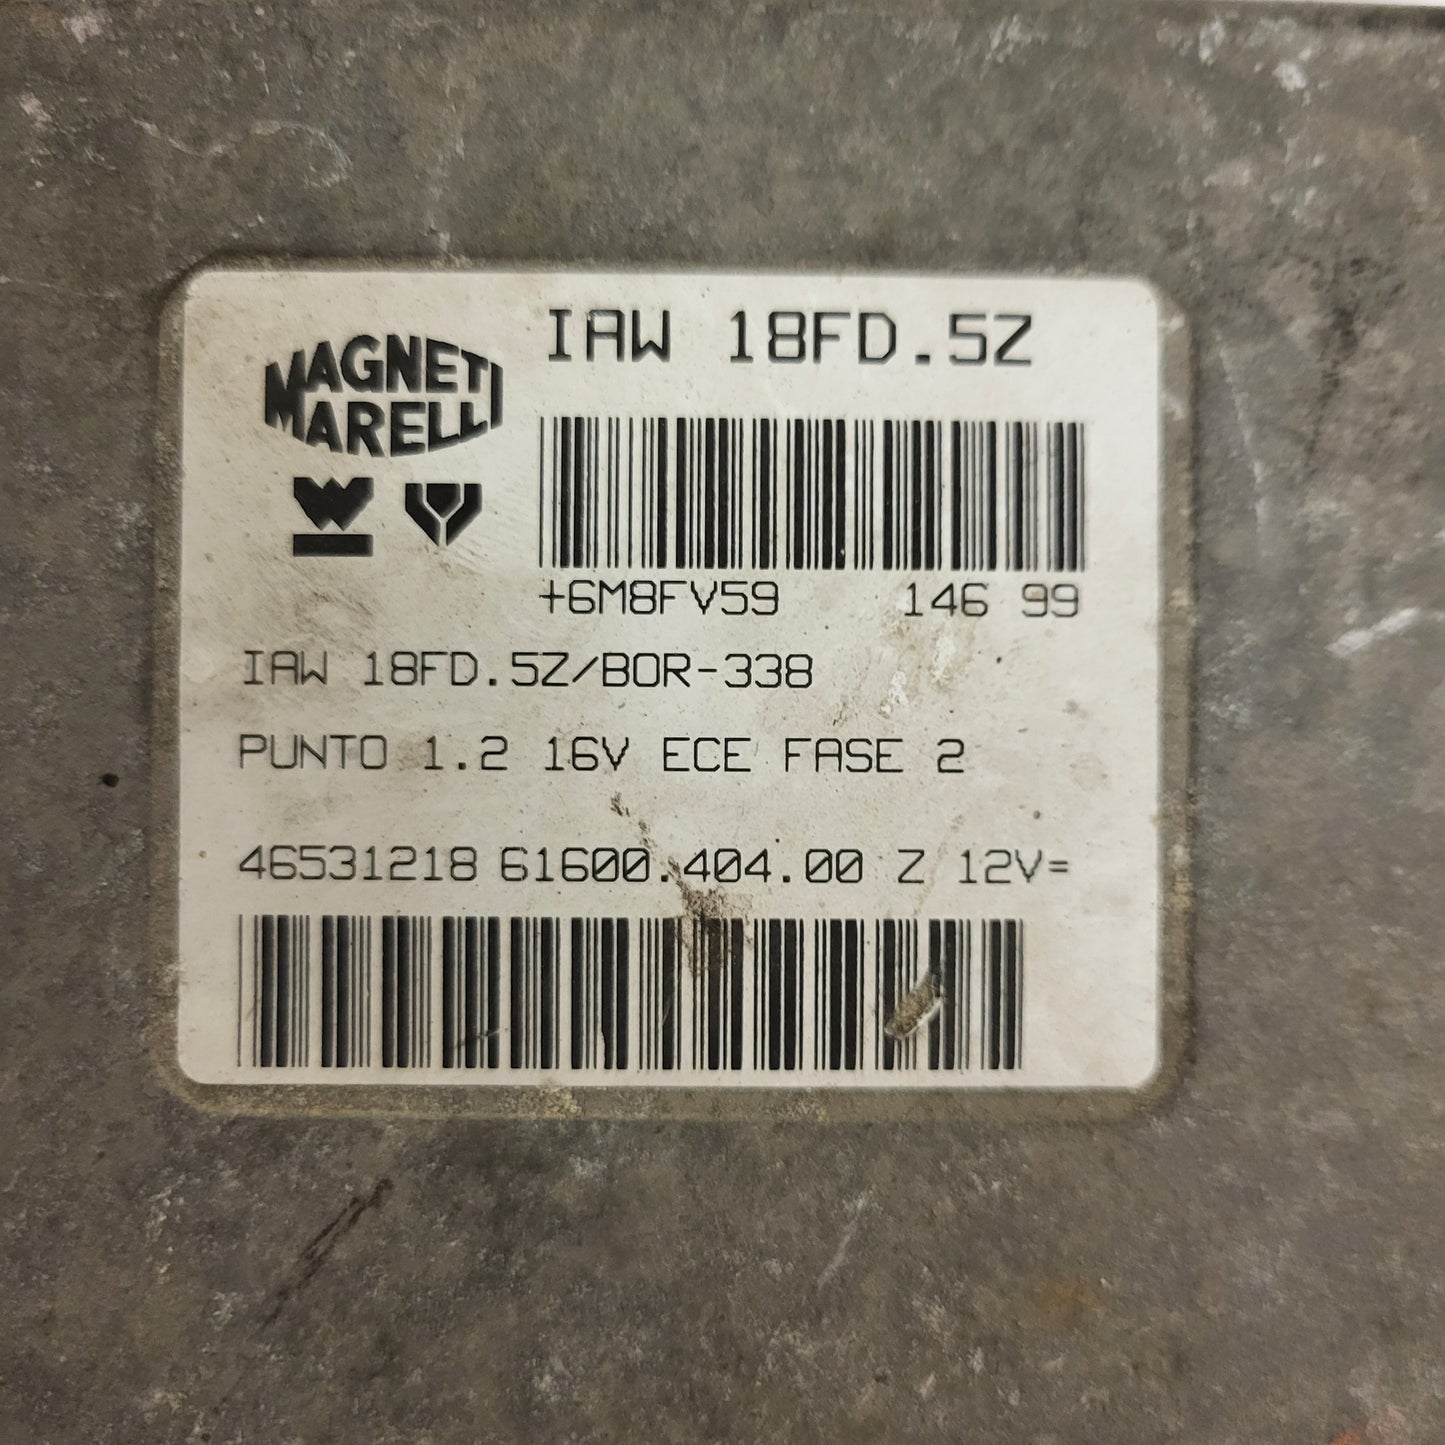 MAGNETI
MARELLI
IAW 18FD.5Z
+6M8FV59 146 99
IAW 18FD.5Z/BOR-338
PUNTO 1.2 16V ECE FASE 2
46531218 61600.404.00 Z 12V=